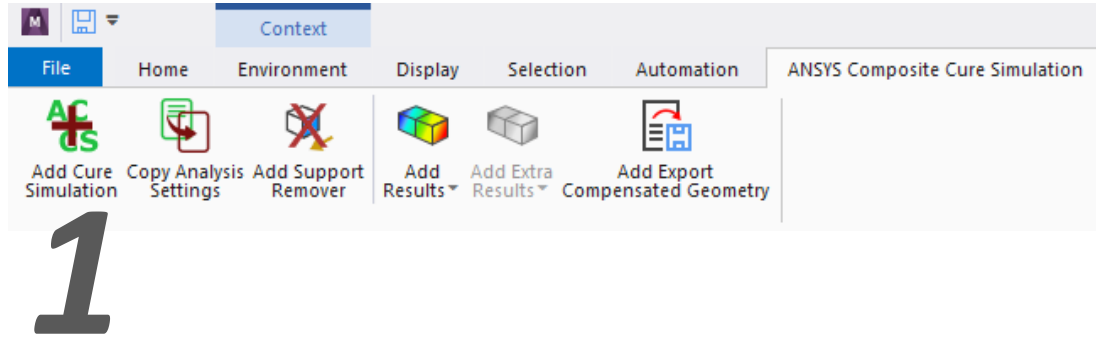 M
Context
File Home Environment Display Selection Automation ANSYS Composite Cure Simulation
AC
CS
Add Cure Copy Analysis Add Support Add Add Extra Add Export
Simulation Settings Remover Results Results Compensated Geometry
1